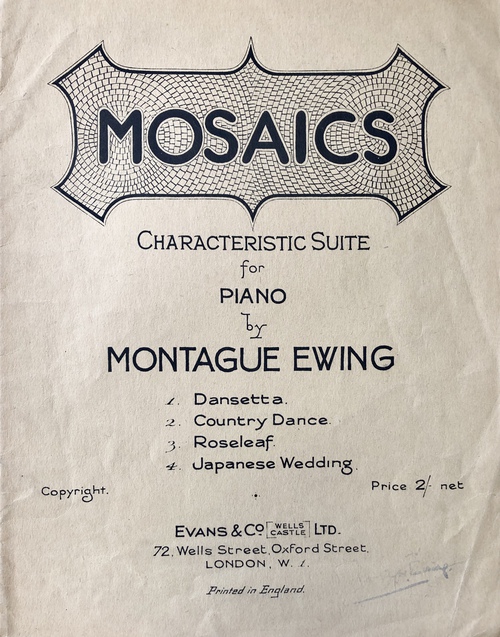 MOSAICS
CHARACTERISTIC SUITE
for
PIANO
by
MONTAGUE EWING
1. Dansetta.
2. Country Dance.
3. Roseleaf.
4. Japanese Wedding.
Copyright. Price 2/- net
EVANS & Co. [WELLS CASTLE] LTD.
72, Wells Street, Oxford Street,
LONDON, W. 1.
Printed in England.